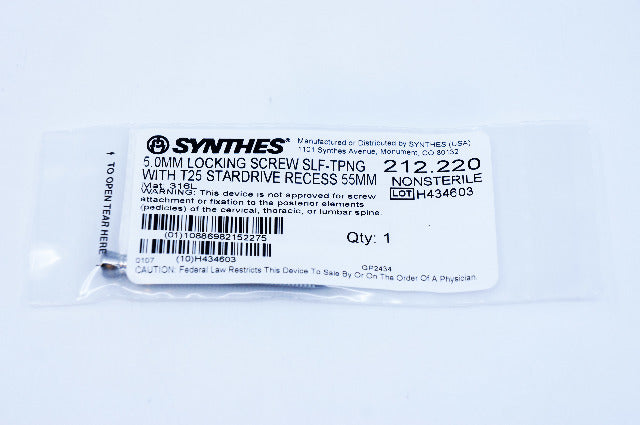 SYNTHES®
Manufactured or Distributed by SYNTHES (USA)
1101 Synthes Avenue, Monument, CO 80132
5.0MM LOCKING SCREW SLF-TPNG
WITH T25 STARDRIVE RECESS 55MM
212.220
NONSTERILE
LOT H434603
Mat. 316L
WARNING: This device is not approved for screw
attachment or fixation to the posterior elements
(pedicles) of the cervical, thoracic, or lumbar spine.
(01)10886982152275
Qty: 1
0107
(10)H434603
GP2434
CAUTION: Federal Law Restricts This Device To Sale By Or On The Order Of A Physician.
TO OPEN TEAR HERE